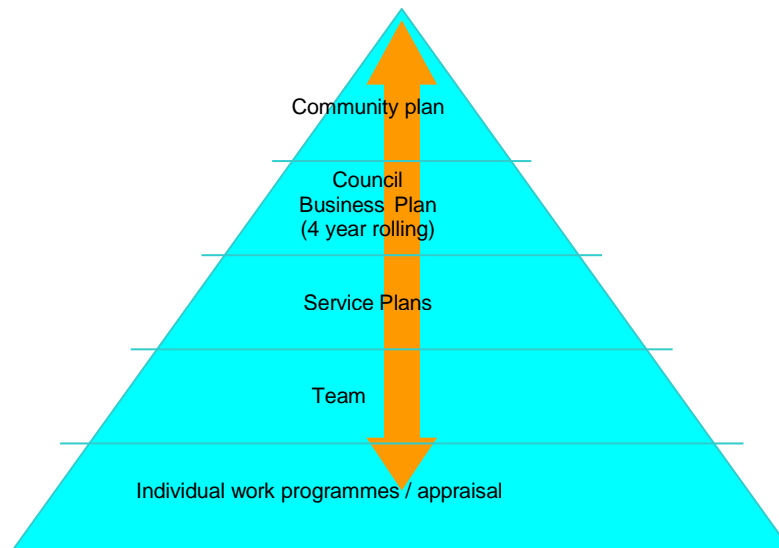 Community plan
Council
Business Plan
(4 year rolling)
Service Plans
Team
Individual work programmes / appraisal